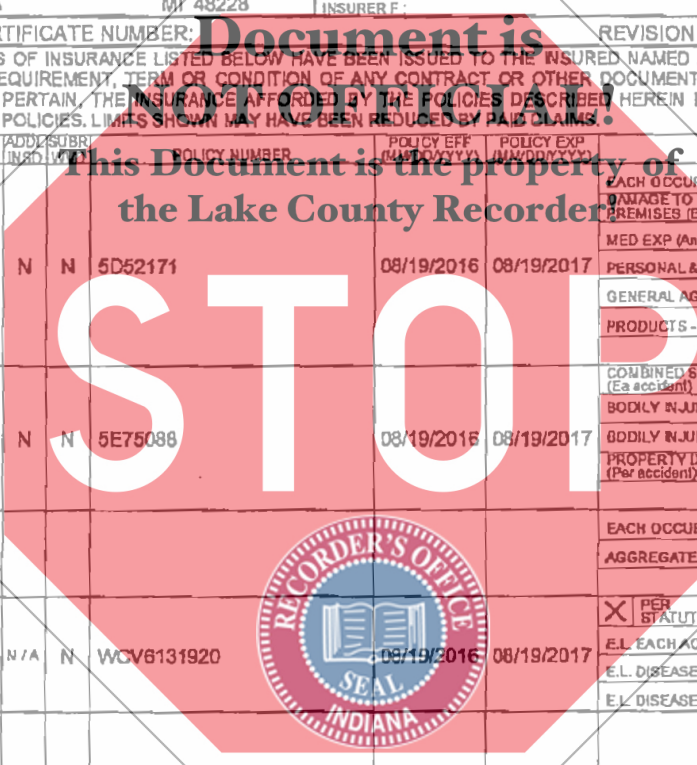 MI 48228
INSURER F :
TIFICATE NUMBER:
REVISION
Document is
S OF INSURANCE LISTED BELOW HAVE BEEN ISSUED TO THE INSURED NAMED
EQUIREMENT, TERM OR CONDITION OF ANY CONTRACT OR OTHER DOCUMENT
NOT OFFICIAL!
PERTAIN, THE INSURANCE AFFORDED BY THE POLICIES DESCRIBED HEREIN
POLICIES. LIMITS SHOWN MAY HAVE BEEN REDUCED BY PAID CLAIMS.
ADDL SUBR
INSD WVD
POLICY NUMBER
POLICY EFF
(MM/DD/YYYY)
POLICY EXP
(MM/DD/YYYY)
This Document is the property of
the Lake County Recorder!
EACH OCCUR
DAMAGE TO
PREMISES (E
MED EXP (An
N N 5D52171 08/19/2016 08/19/2017 PERSONAL &
GENERAL AG
PRODUCTS -
STOP
COMBINED S
(Ea accident)
BODILY INJU
N N 5E75088 08/19/2016 08/19/2017 BODILY INJU
PROPERTY D
(Per accident)
EACH OCCUR
AGGREGATE
X PER
STATUT
E.L. EACH AC
N / A N WCV6131920 08/19/2016 08/19/2017
E.L. DISEASE
E.L. DISEASE
RECORDER'S OFFICE
SEAL
INDIANA